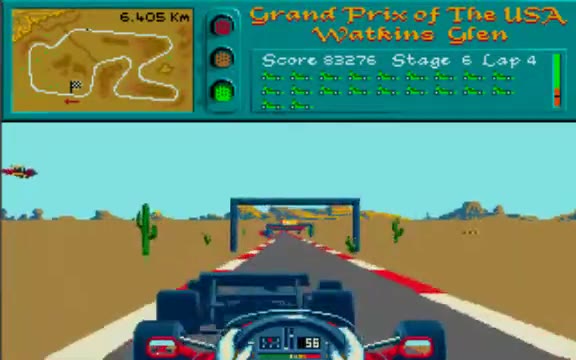 6.405 Km
Grand Prix of The USA
Watkins Glen
Score 83276 Stage 6 Lap 4
56